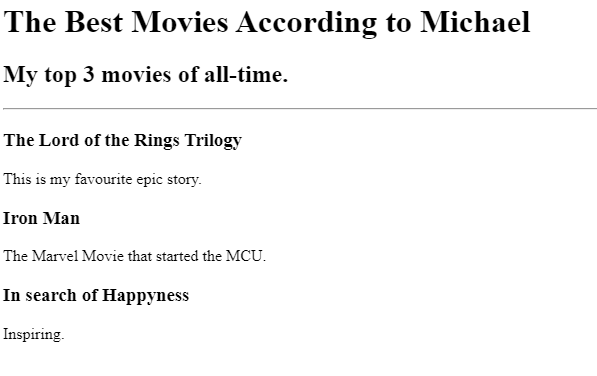 The Best Movies According to Michael
My top 3 movies of all-time.
The Lord of the Rings Trilogy
This is my favourite epic story.
Iron Man
The Marvel Movie that started the MCU.
In search of Happyness
Inspiring.